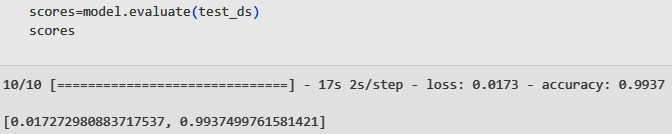 scores=model.evaluate(test_ds)
scores
10/10 [==============================] - 17s 2s/step - loss: 0.0173 - accuracy: 0.9937
[0.017272980883717537, 0.9937499761581421]